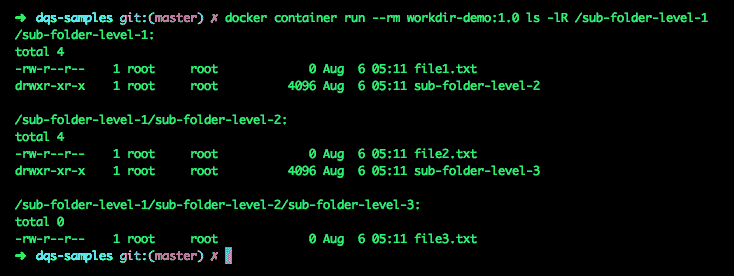 ➜  dqs-samples git:(master) ✗ docker container run --rm workdir-demo:1.0 ls -lR /sub-folder-level-1
/sub-folder-level-1:
total 4
-rw-r--r--    1 root     root             0 Aug  6 05:11 file1.txt
drwxr-xr-x    2 root     root          4096 Aug  6 05:11 sub-folder-level-2

/sub-folder-level-1/sub-folder-level-2:
total 4
-rw-r--r--    1 root     root             0 Aug  6 05:11 file2.txt
drwxr-xr-x    1 root     root          4096 Aug  6 05:11 sub-folder-level-3

/sub-folder-level-1/sub-folder-level-2/sub-folder-level-3:
total 0
-rw-r--r--    1 root     root             0 Aug  6 05:11 file3.txt
➜  dqs-samples git:(master) ✗